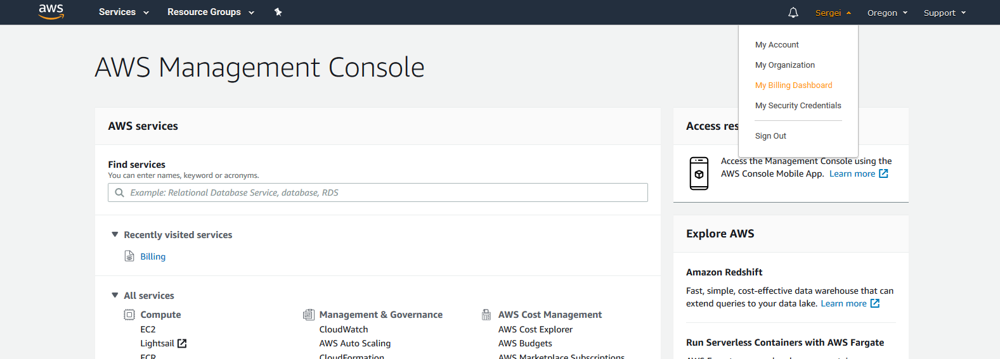 aws Services Resource Groups Sergei Oregon Support
My Account
My Organization
My Billing Dashboard
My Security Credentials
Sign Out
AWS Management Console
AWS services
Find services
You can enter names, keyword or acronyms.
Example: Relational Database Service, database, RDS
Recently visited services
Billing
All services
Compute
EC2
Lightsail
ECR
Management & Governance
CloudWatch
AWS Auto Scaling
CloudFormation
AWS Cost Management
AWS Cost Explorer
AWS Budgets
AWS Marketplace Subscriptions
Access res
Access the Management Console using the
AWS Console Mobile App. Learn more
Explore AWS
Amazon Redshift
Fast, simple, cost-effective data warehouse that can
extend queries to your data lake. Learn more
Run Serverless Containers with AWS Fargate